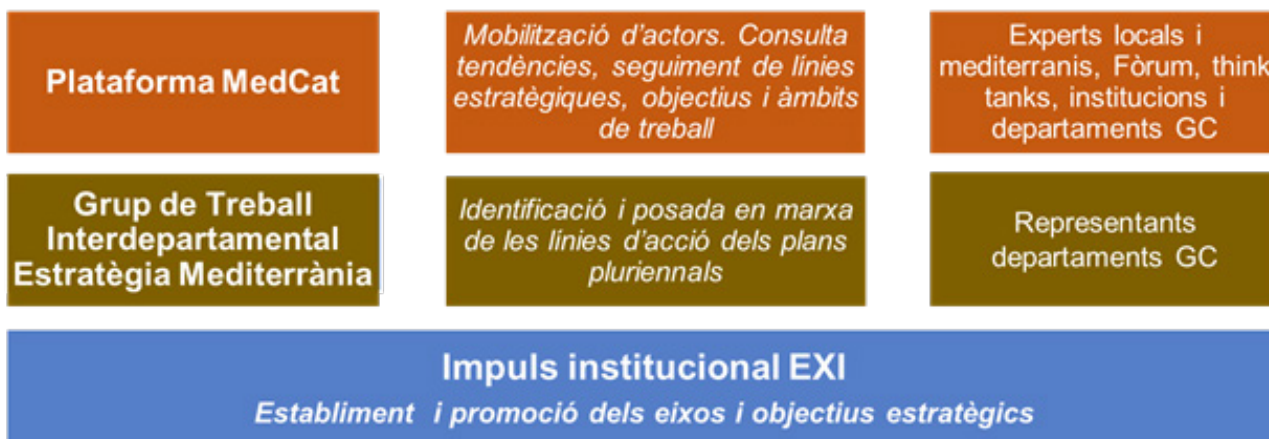 Plataforma MedCat
Mobilització d'actors. Consulta
tendències, seguiment de línies
estratègiques, objectius i àmbits
de treball
Experts locals i
mediterranis, Fòrum, think
tanks, institucions i
departaments GC
Grup de Treball
Interdepartamental
Estratègia Mediterrània
Identificació i posada en marxa
de les línies d'acció dels plans
pluriennals
Representants
departaments GC
Impuls institucional EXI
Establiment i promoció dels eixos i objectius estratègics